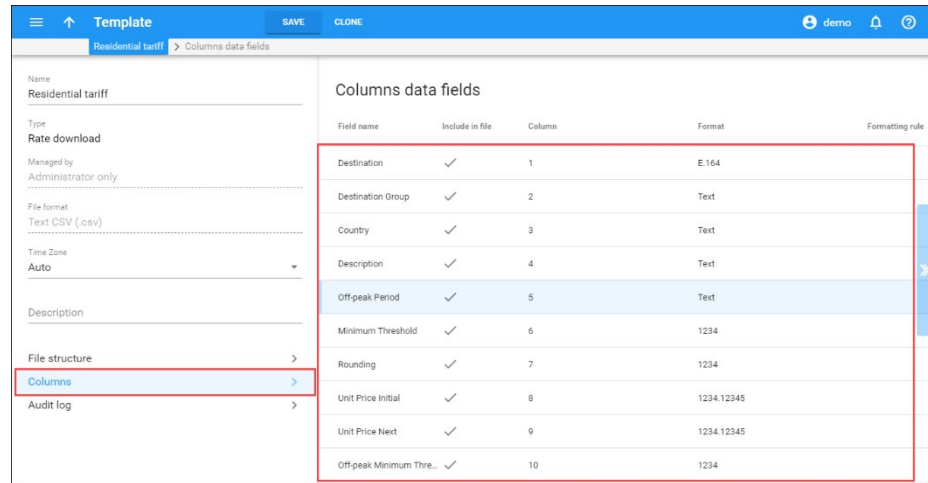 Template SAVE CLONE demo
Residential tariff > Columns data fields
Name
Residential tariff
Type
Rate download
Managed by
Administrator only
File format
Text CSV (.csv)
Time Zone
Auto
Description
File structure
Columns
Audit log
Columns data fields
Field name Include in file Column Format Formatting rule
Destination 1 E.164
Destination Group 2 Text
Country 3 Text
Description 4 Text
Off-peak Period 5 Text
Minimum Threshold 6 1234
Rounding 7 1234
Unit Price Initial 8 1234.12345
Unit Price Next 9 1234.12345
Off-peak Minimum Thre... 10 1234